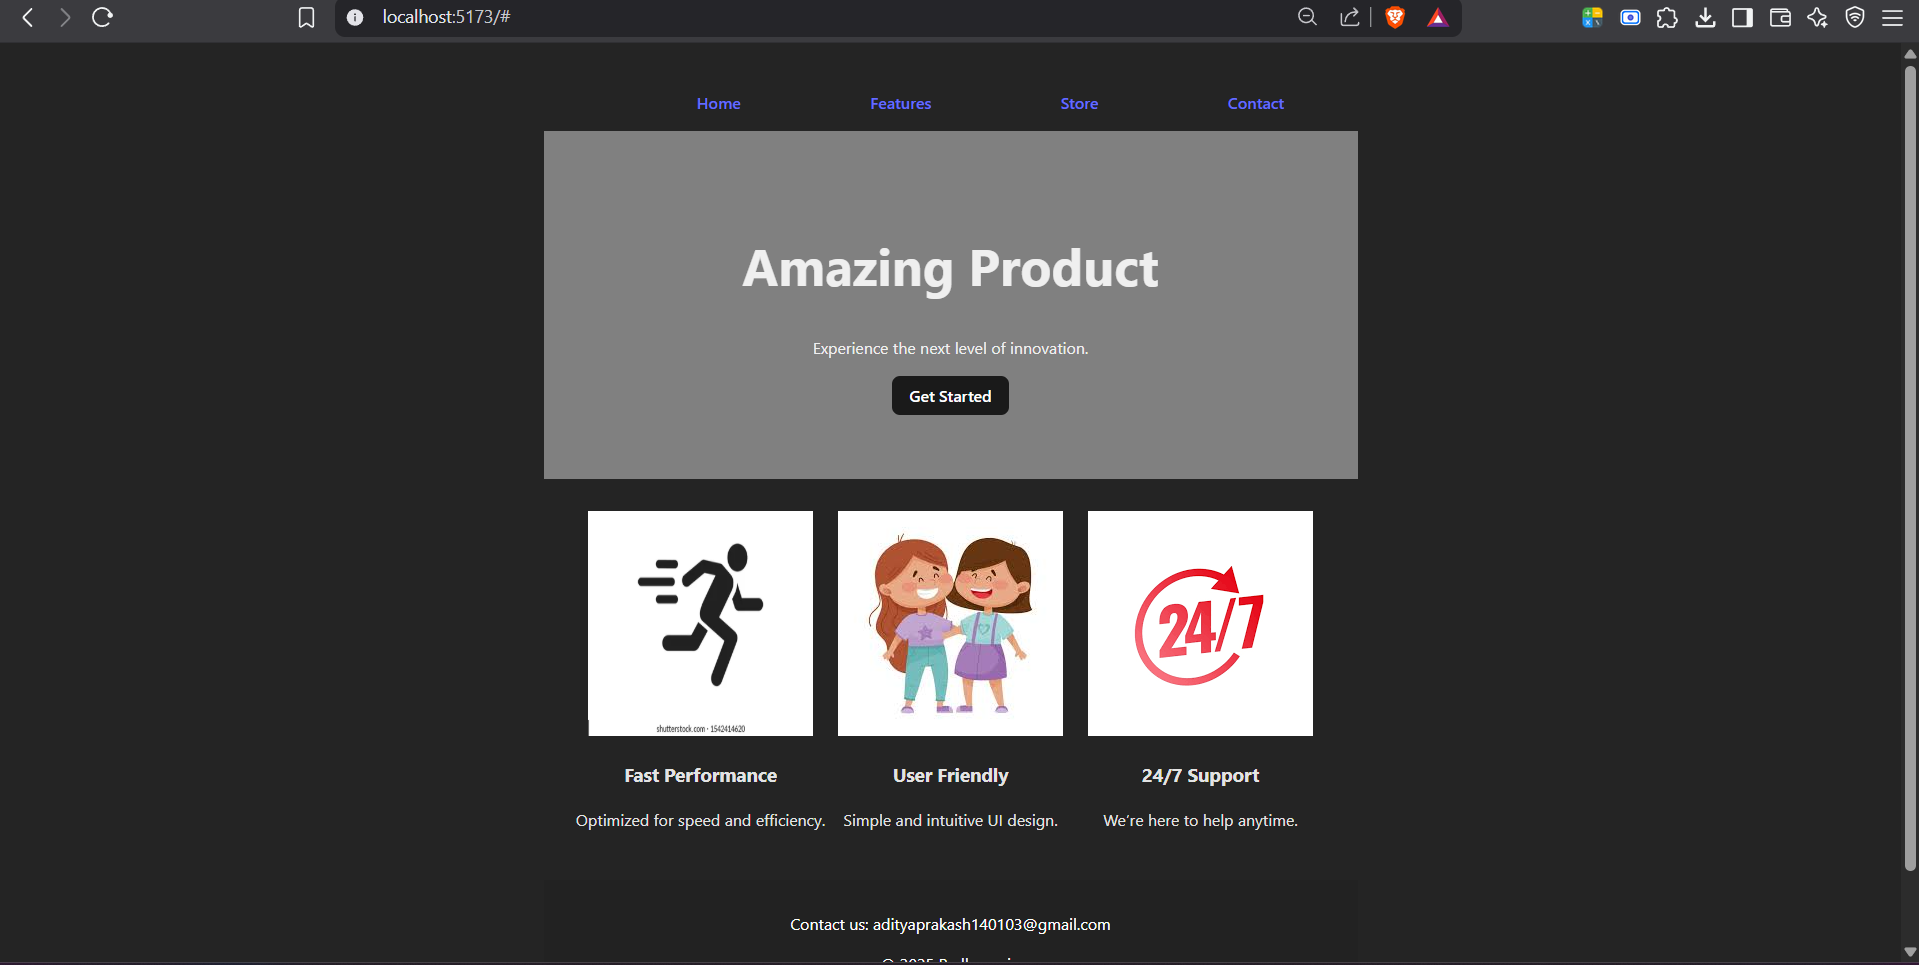 localhost:5173/#
Home Features Store Contact
Amazing Product
Experience the next level of innovation.
Get Started
shutterstock.com · 1542414620
24/7
Fast Performance User Friendly 24/7 Support
Optimized for speed and efficiency. Simple and intuitive UI design. We’re here to help anytime.
Contact us: adityaprakash140103@gmail.com
© 2025